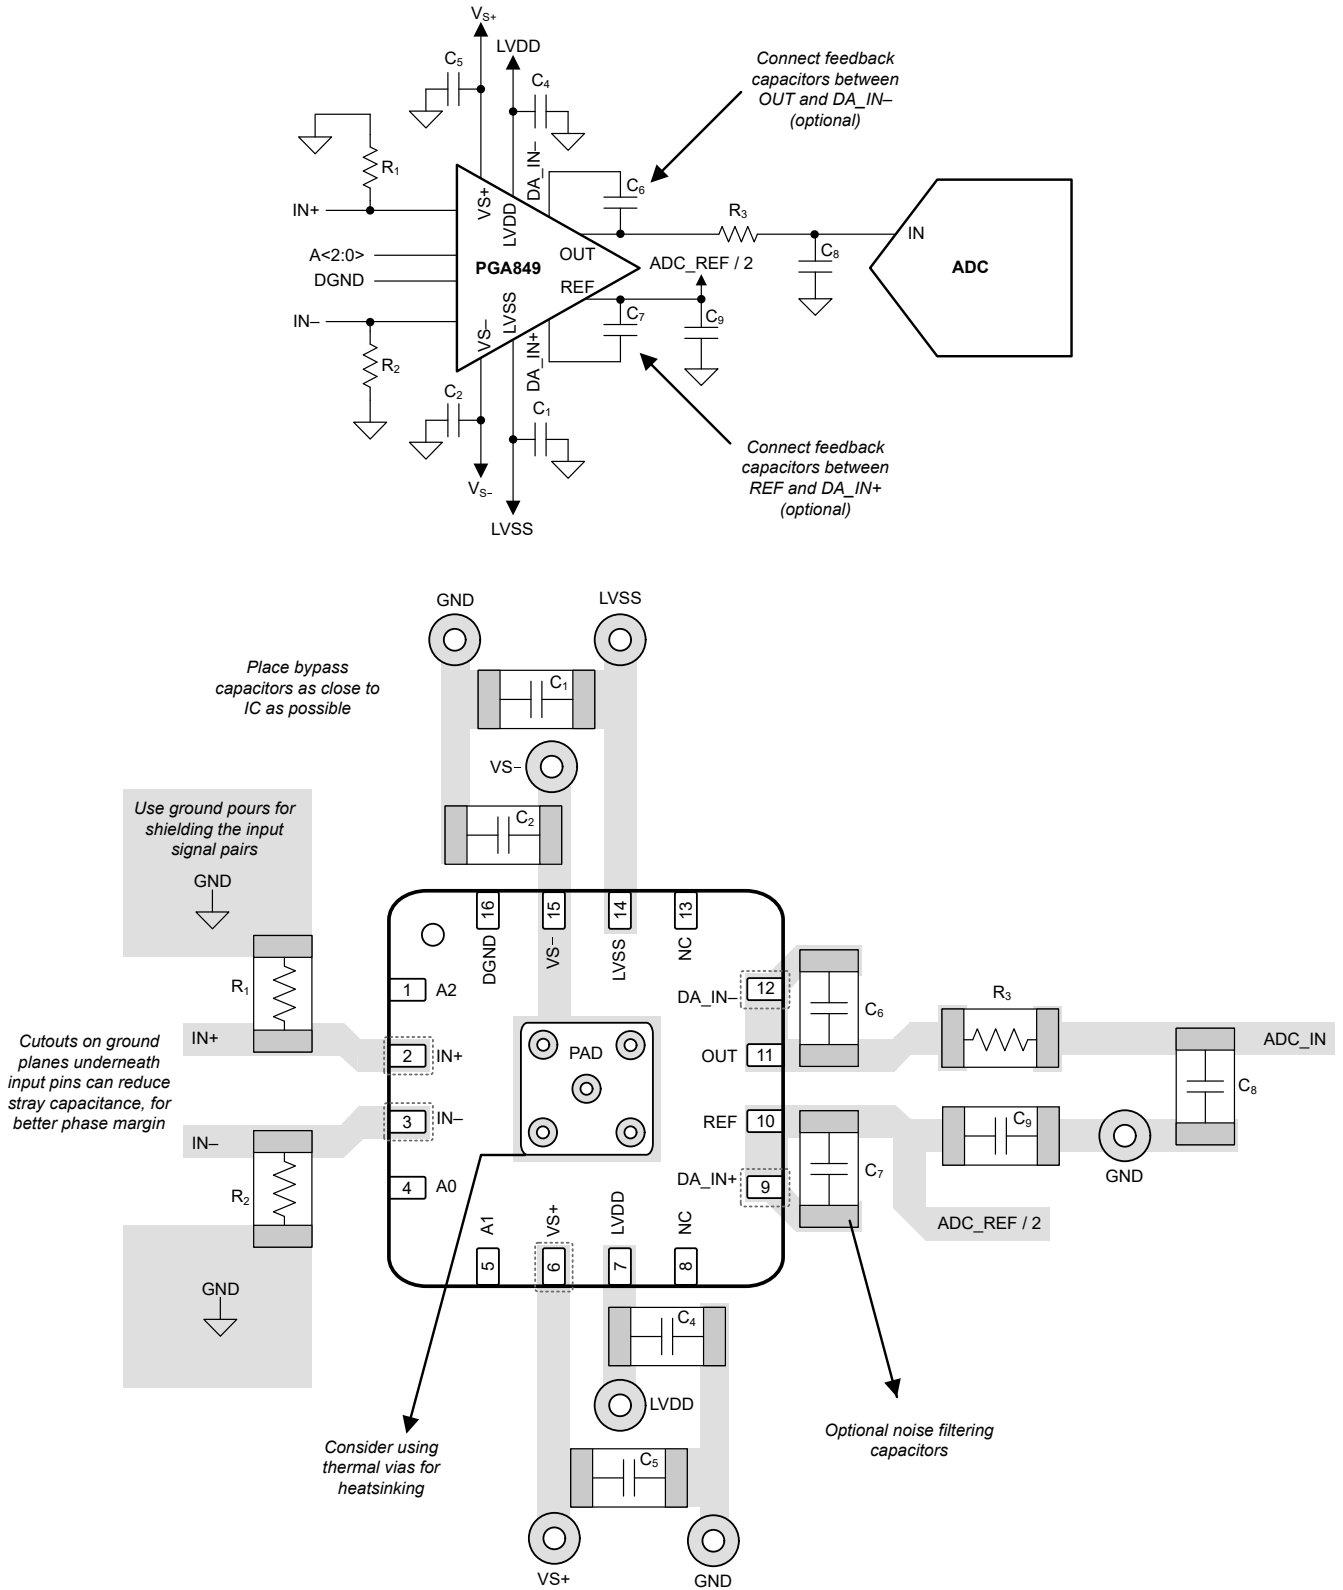 VS+
LVDD
C5
C4
Connect feedback
capacitors between
OUT and DA_IN–
(optional)
R1
DA_IN–
C6
IN+
VS+
LVDD
R3
IN
A<2:0>
OUT
ADC_REF / 2
C8
DGND
PGA849
ADC
REF
IN–
VS–
LVSS
C7
C9
R2
DA_IN+
C2
C1
Connect feedback
capacitors between
REF and DA_IN+
(optional)
VS–
LVSS
GND
LVSS
Place bypass
capacitors as close to
IC as possible
C1
VS–
C2
Use ground pours for
shielding the input
signal pairs
GND
16
15
14
13
DGND
VS–
LVSS
NC
R1
1
A2
DA_IN–
12
C6
R3
IN+
Cutouts on ground
planes underneath
input pins can reduce
stray capacitance, for
better phase margin
2
IN+
PAD
OUT
11
ADC_IN
C8
3
IN–
REF
10
C9
IN–
GND
R2
4
A0
DA_IN+
9
C7
ADC_REF / 2
A1
VS+
LVDD
NC
5
6
7
8
GND
C4
LVDD
Consider using
thermal vias for
heatsinking
Optional noise filtering
capacitors
C5
VS+
GND